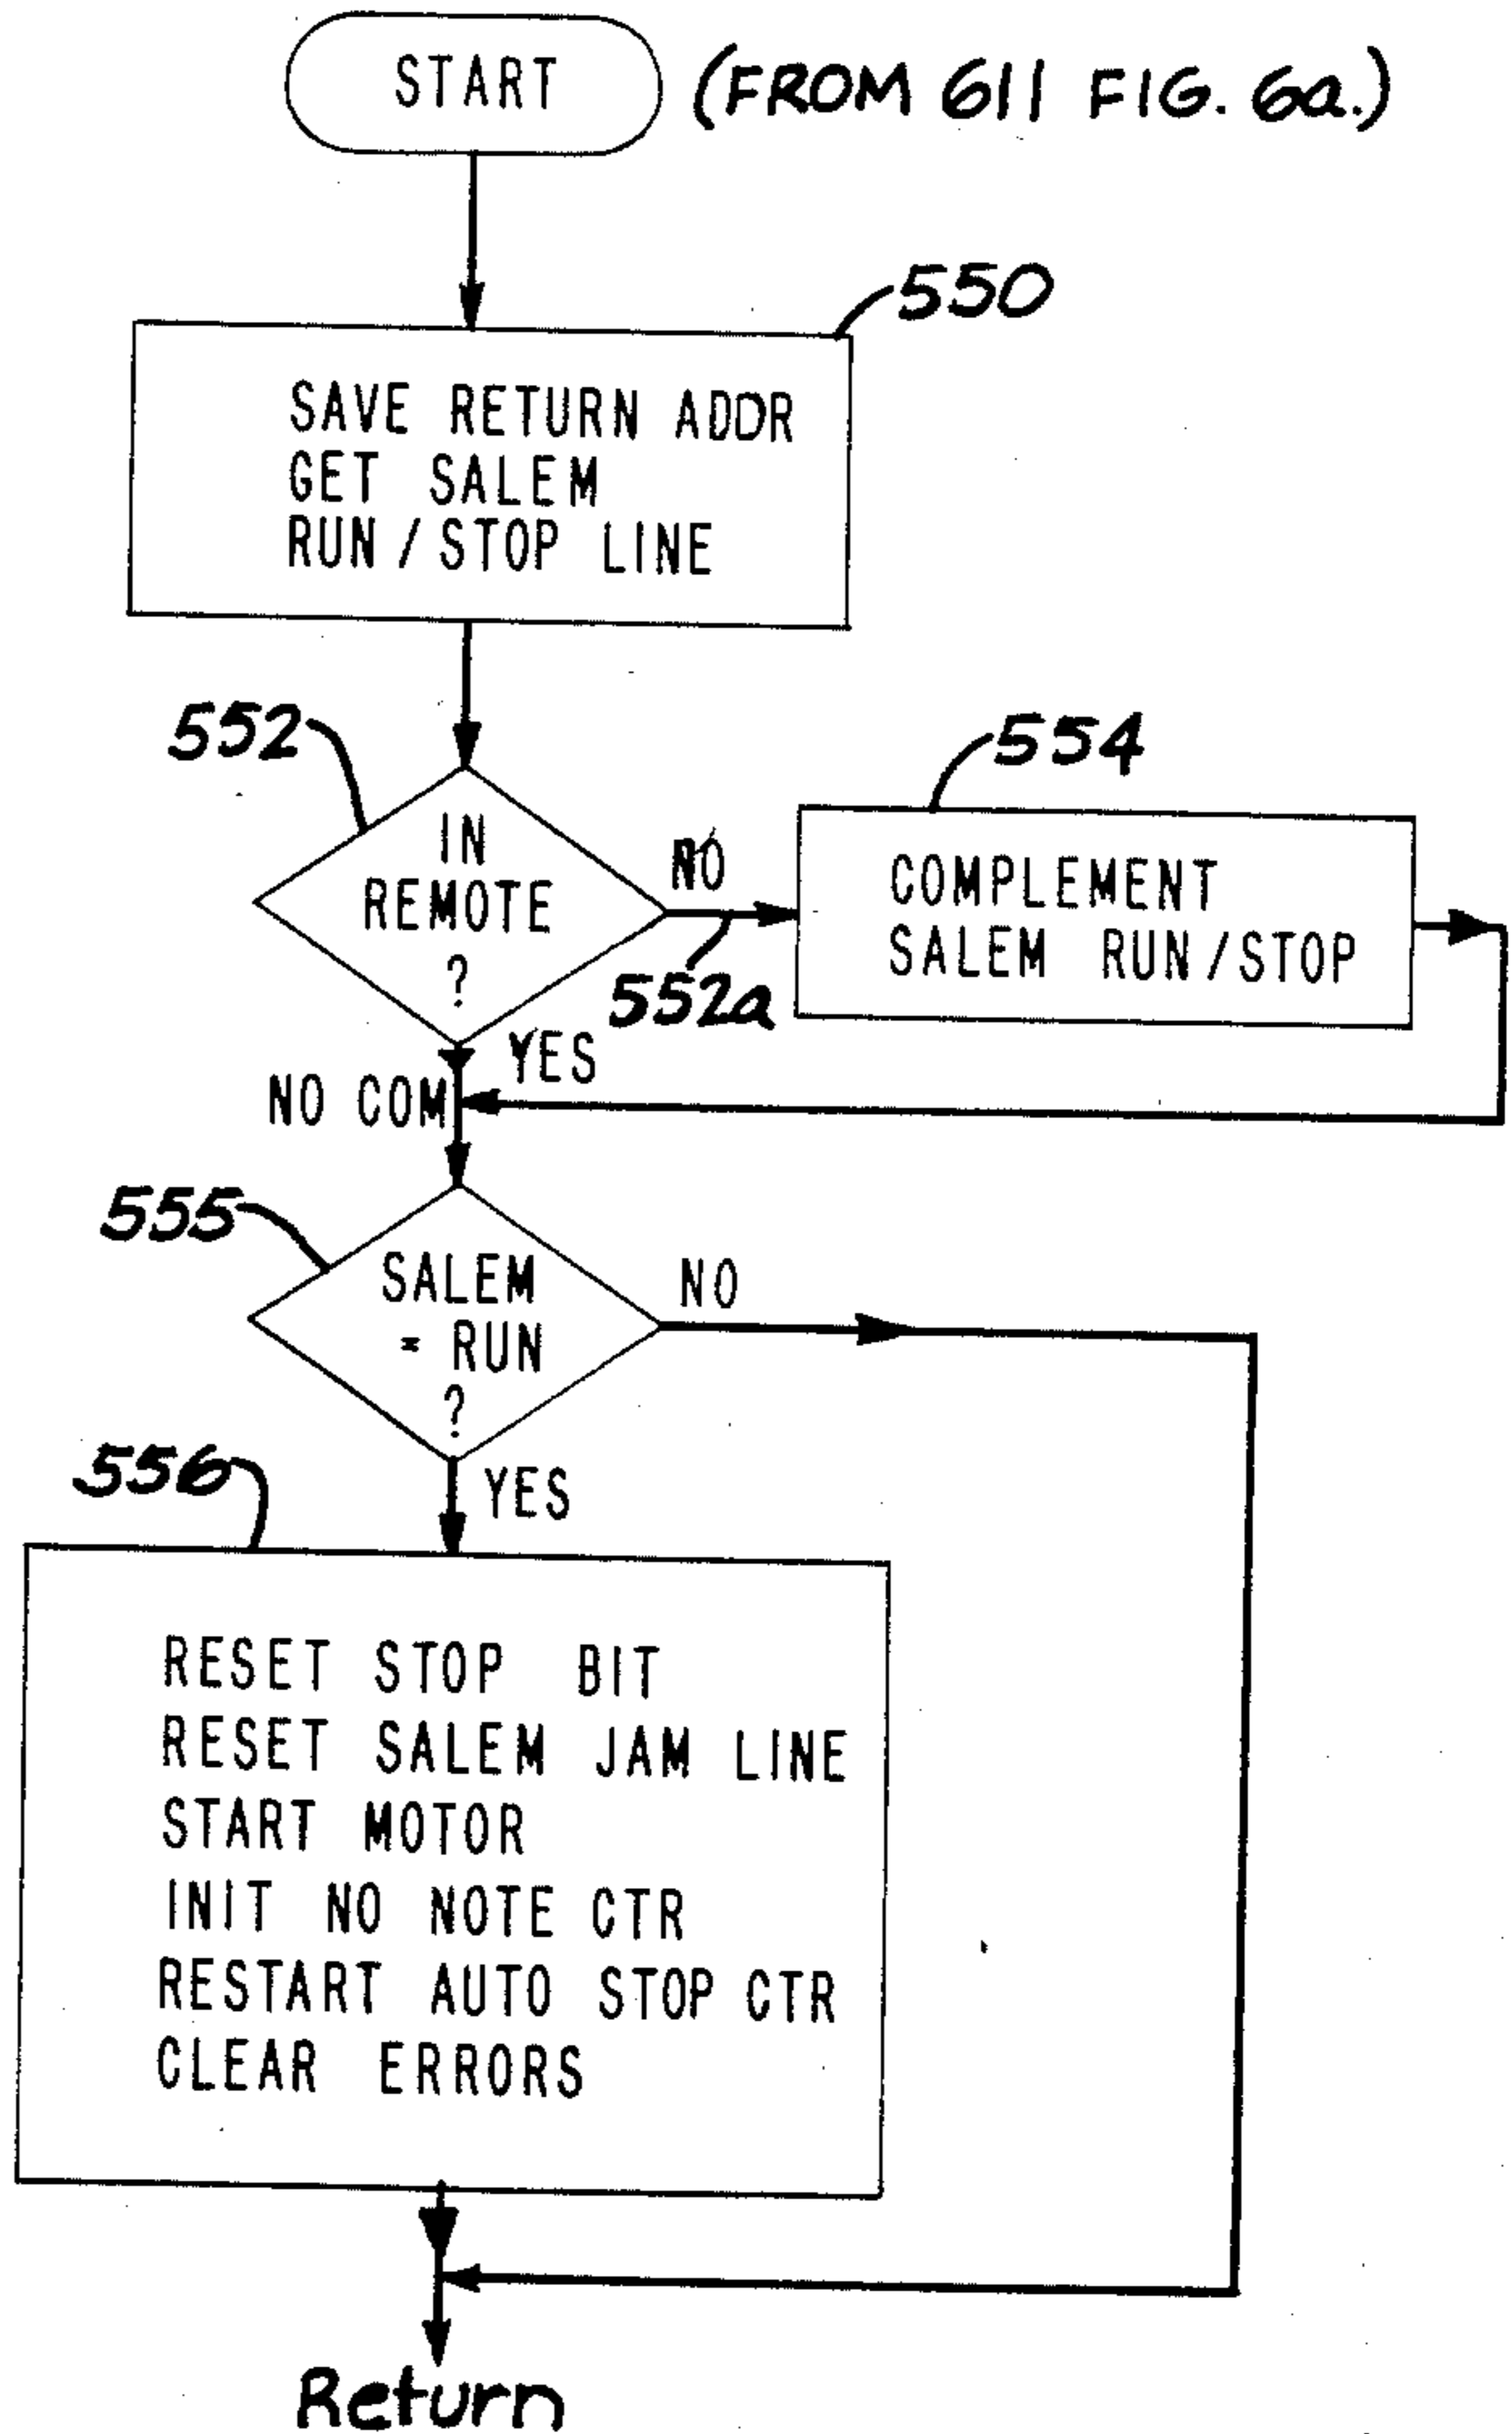 START (FROM 611 FIG. 6a.)
550
SAVE RETURN ADDR
GET SALEM
RUN/STOP LINE
552
554
IN
REMOTE
?
NO
552a
COMPLEMENT
SALEM RUN/STOP
YES
NO COM
555
SALEM
= RUN
?
NO
556
YES
RESET STOP BIT
RESET SALEM JAM LINE
START MOTOR
INIT NO NOTE CTR
RESTART AUTO STOP CTR
CLEAR ERRORS
Return